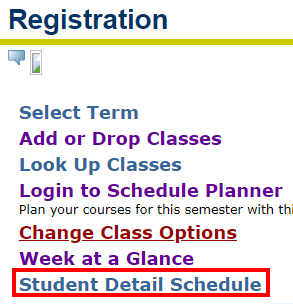 Registration
Select Term
Add or Drop Classes
Look Up Classes
Login to Schedule Planner
Plan your courses for this semester with thi
Change Class Options
Week at a Glance
Student Detail Schedule